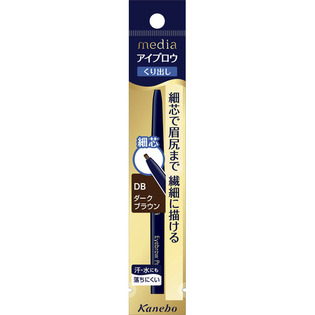 media
アイブロウ
くり出し
細芯で眉尻まで 繊細に描ける
細芯
DB
ダーク
ブラウン
Eyebrow P
汗・水にも
落ちにくい
Kanebo